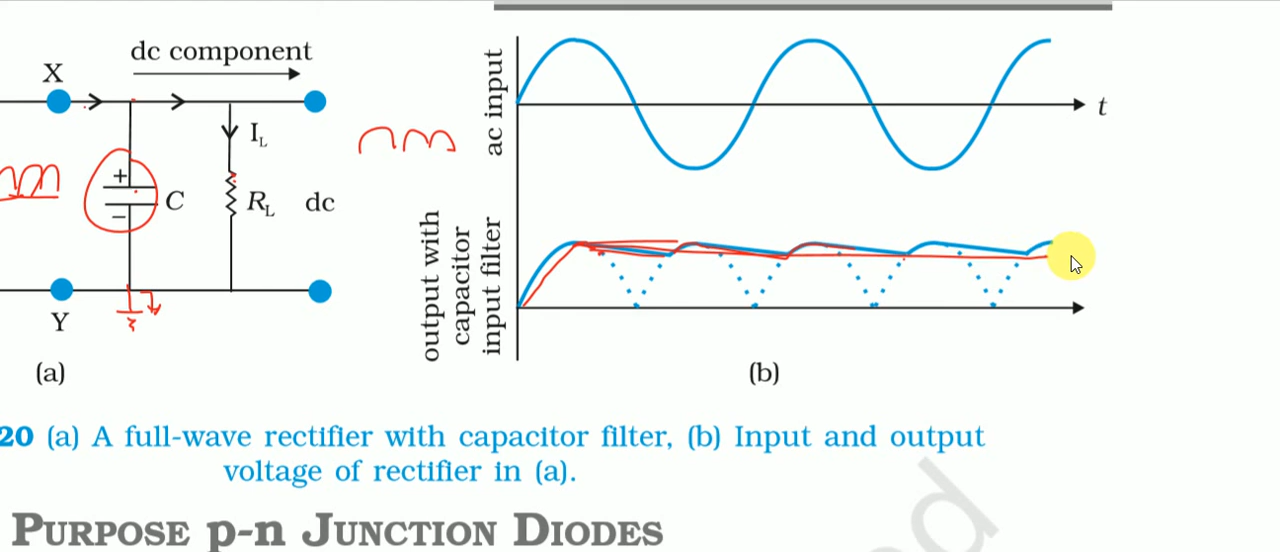 dc component
X
I_L
C
R_L
dc
Y
(a)
ac input
t
output with
capacitor
input filter
(b)
20 (a) A full-wave rectifier with capacitor filter, (b) Input and output
voltage of rectifier in (a).
PURPOSE p-n JUNCTION DIODES